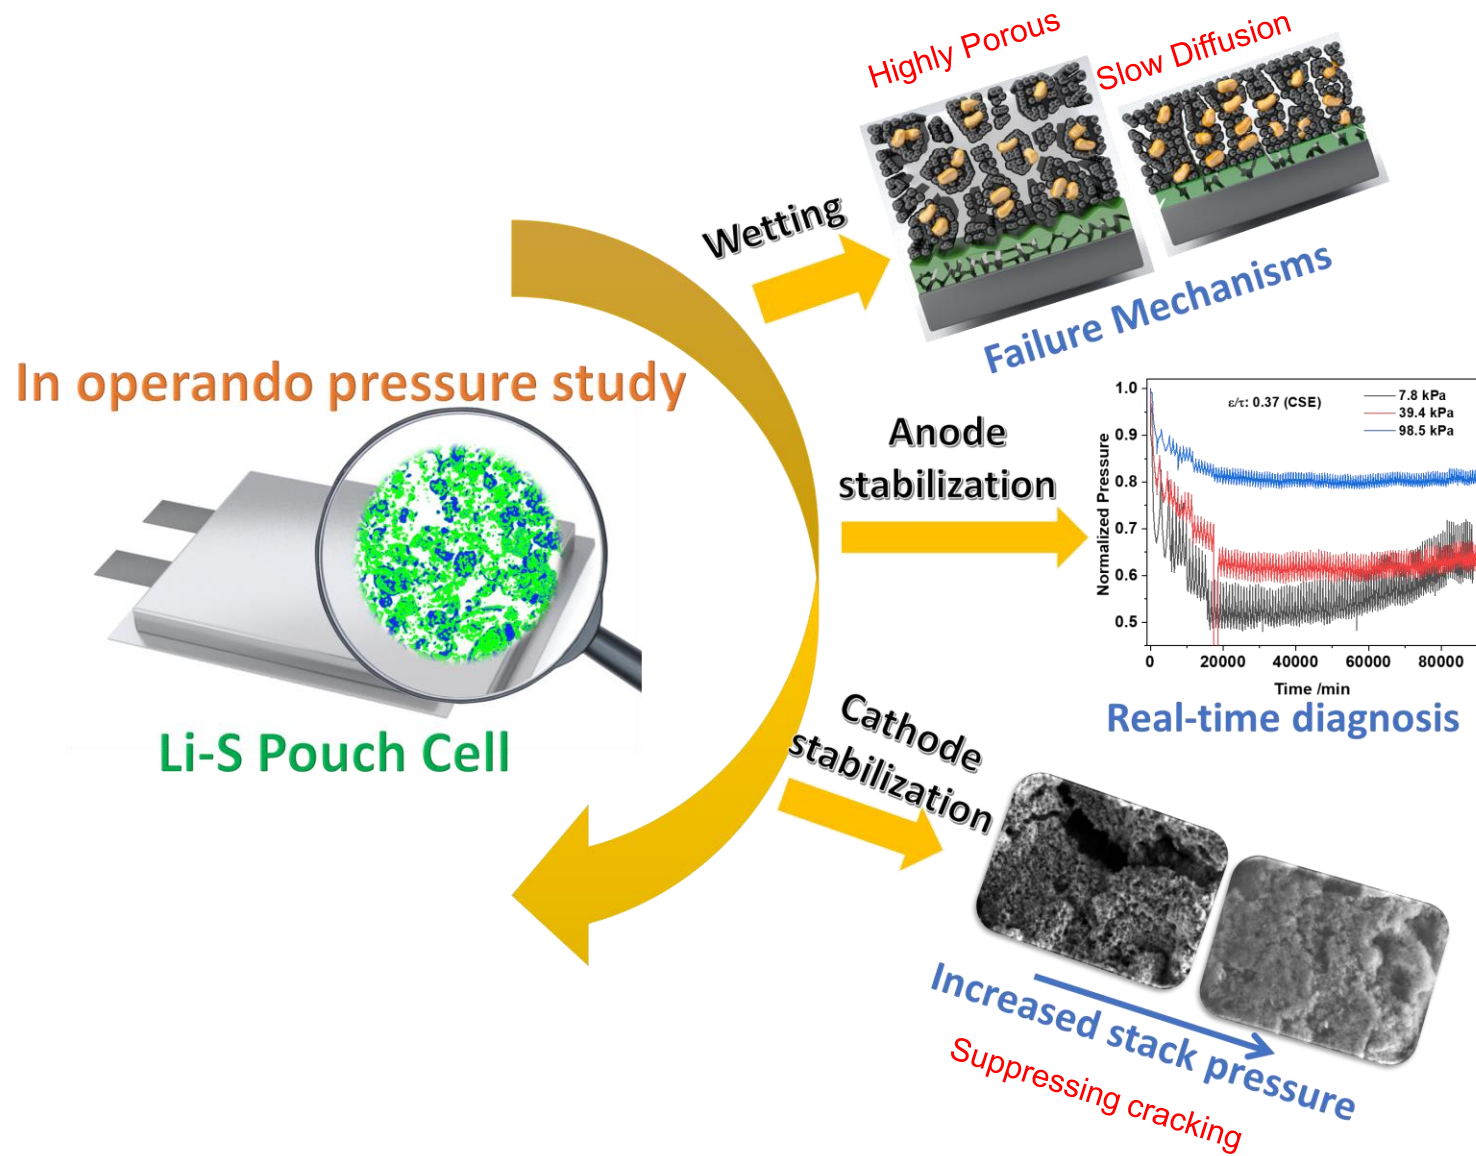 Highly Porous
Slow Diffusion
Wetting
Failure Mechanisms
In operando pressure study
Li-S Pouch Cell
Anode
stabilization
1.0
0.9
0.8
0.7
0.6
0.5
Normalized Pressure
ε/τ: 0.37 (CSE)
7.8 kPa
39.4 kPa
98.5 kPa
0
20000
40000
60000
80000
Time /min
Real-time diagnosis
Cathode
stabilization
Increased stack pressure
Suppressing cracking